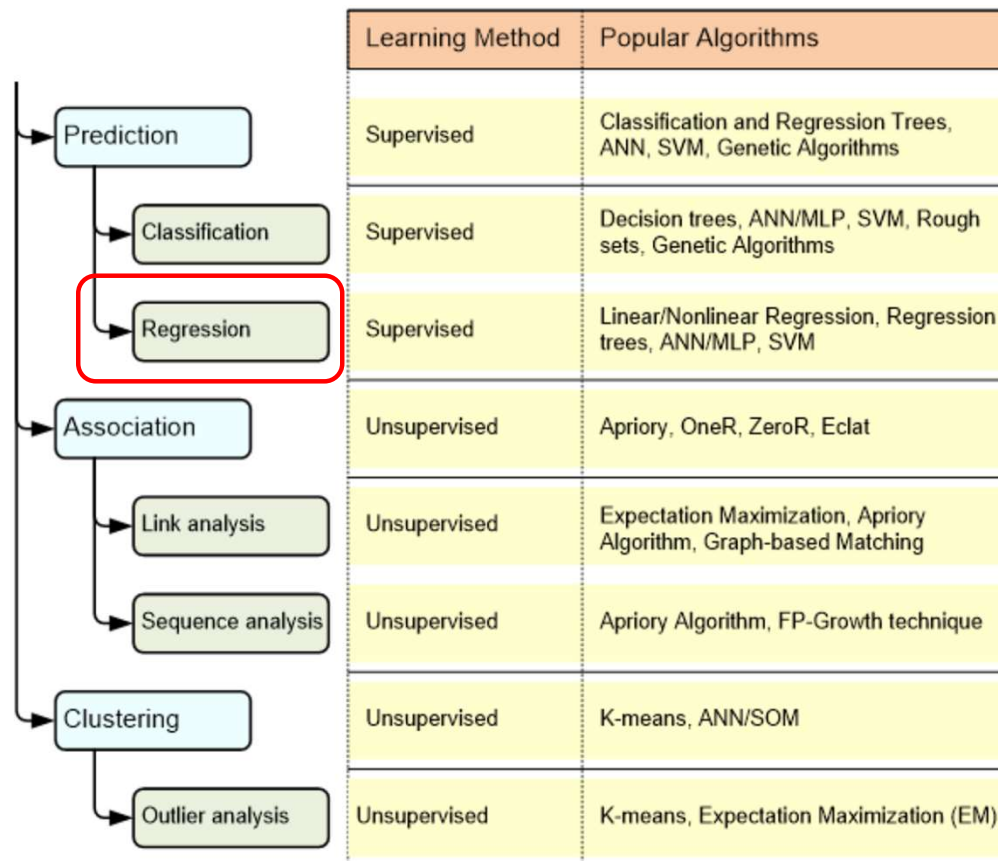 Learning Method Popular Algorithms
Prediction Supervised Classification and Regression Trees,
ANN, SVM, Genetic Algorithms
Classification Supervised Decision trees, ANN/MLP, SVM, Rough
sets, Genetic Algorithms
Regression Supervised Linear/Nonlinear Regression, Regression
trees, ANN/MLP, SVM
Association Unsupervised Apriory, OneR, ZeroR, Eclat
Link analysis Unsupervised Expectation Maximization, Apriory
Algorithm, Graph-based Matching
Sequence analysis Unsupervised Apriory Algorithm, FP-Growth technique
Clustering Unsupervised K-means, ANN/SOM
Outlier analysis Unsupervised K-means, Expectation Maximization (EM)